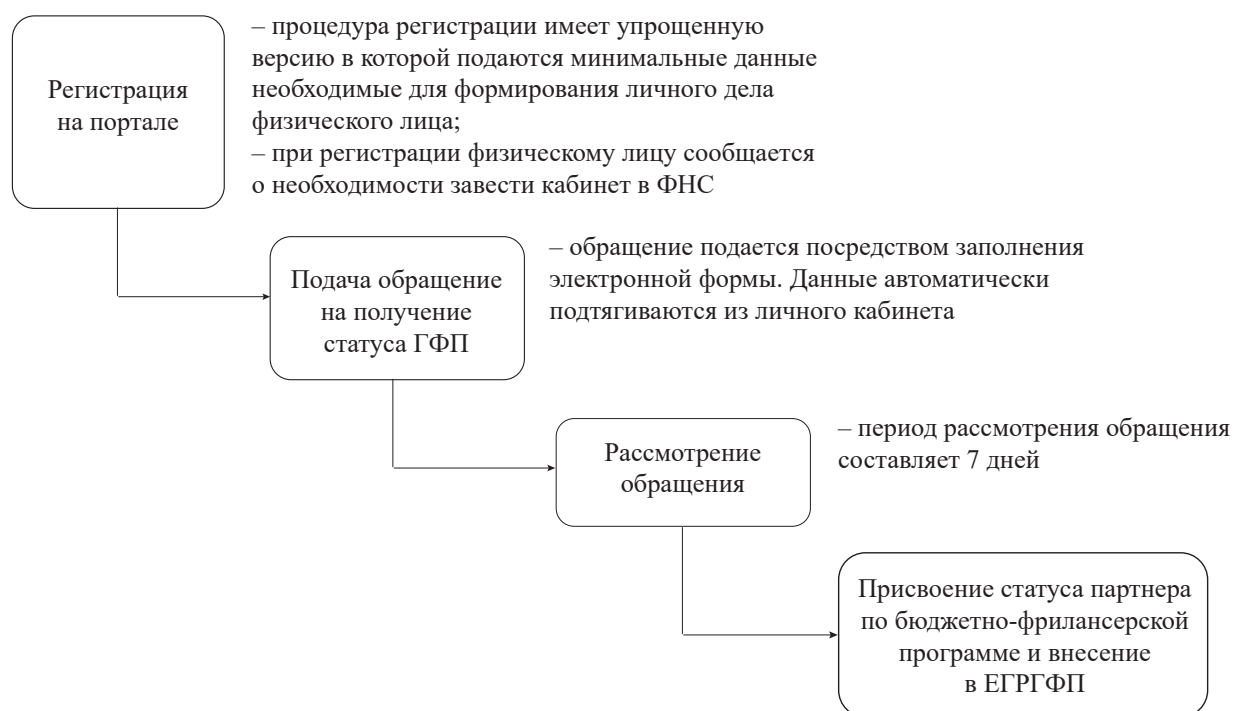 Регистрация
на портале
– процедура регистрации имеет упрощенную
версию в которой подаются минимальные данные
необходимые для формирования личного дела
физического лица;
– при регистрации физическому лицу сообщается
о необходимости завести кабинет в ФНС
Подача обращение
на получение
статуса ГФП
– обращение подается посредством заполнения
электронной формы. Данные автоматически
подтягиваются из личного кабинета
Рассмотрение
обращения
– период рассмотрения обращения
составляет 7 дней
Присвоение статуса партнера
по бюджетно-фрилансерской
программе и внесение
в ЕГРГФП